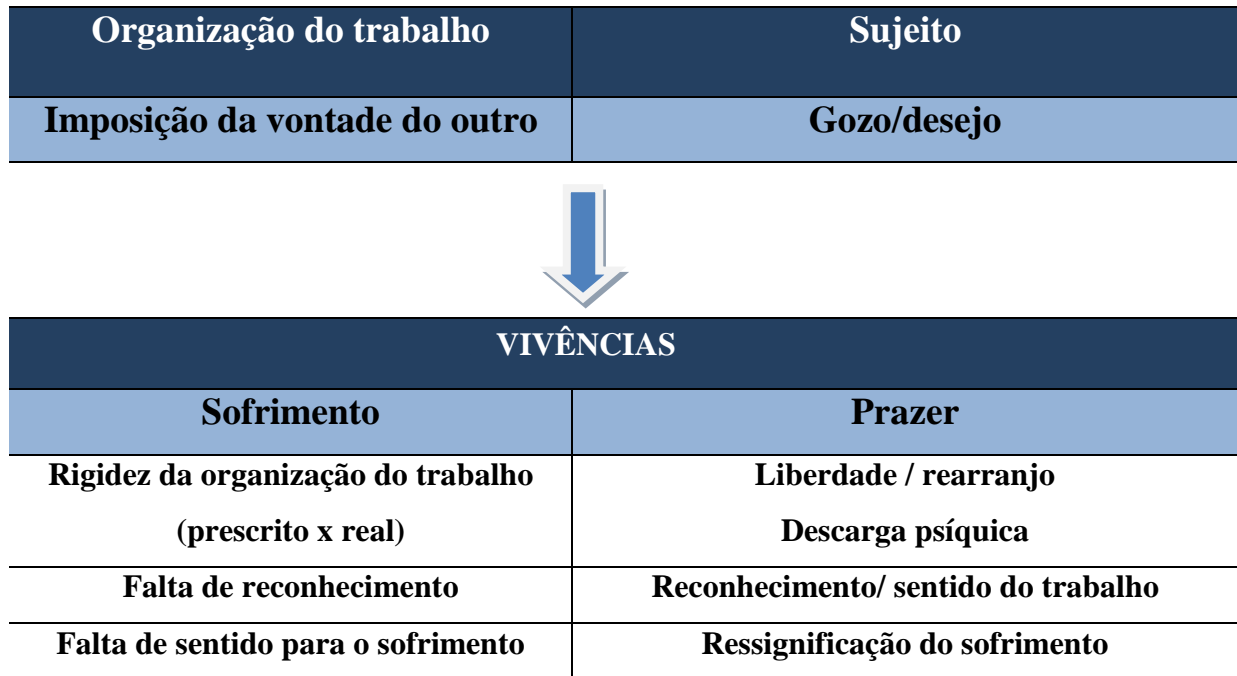 Organização do trabalho
Sujeito
Imposição da vontade do outro
Gozo/desejo
VIVÊNCIAS
Sofrimento
Prazer
Rigidez da organização do trabalho
(prescrito x real)
Liberdade / rearranjo
Descarga psíquica
Falta de reconhecimento
Reconhecimento/ sentido do trabalho
Falta de sentido para o sofrimento
Ressignificação do sofrimento